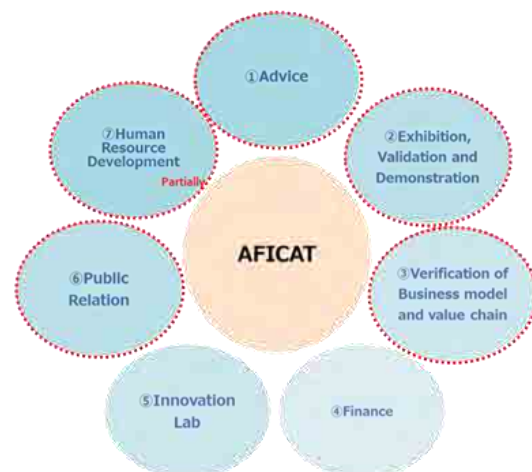 ①Advice
②Exhibition,
Validation and
Demonstration
③Verification of
Business model
and value chain
④Finance
⑤Innovation
Lab
⑥Public
Relation
⑦Human
Resource
Development
Partially
AFICAT